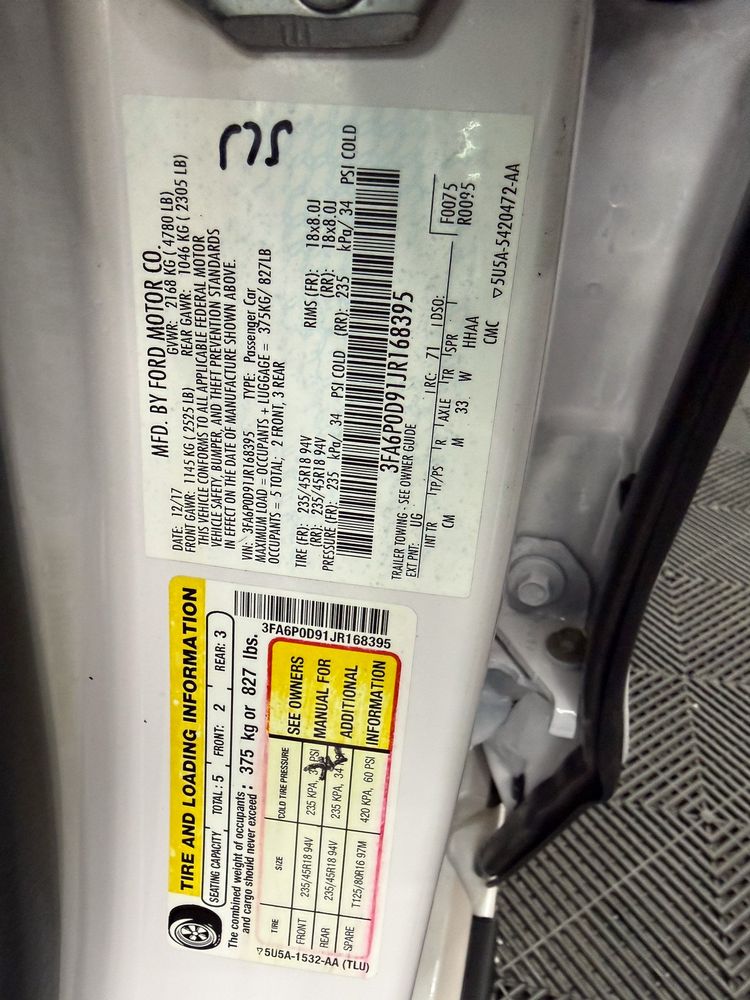 MFD. BY FORD MOTOR CO.
DATE: 12/17 GVWR: 2168 KG ( 4780 LB)
FRONT GAWR: 1145 KG ( 2525 LB) REAR GAWR: 1046 KG ( 2305 LB)
THIS VEHICLE CONFORMS TO ALL APPLICABLE FEDERAL MOTOR
VEHICLE SAFETY, BUMPER, AND THEFT PREVENTION STANDARDS
IN EFFECT ON THE DATE OF MANUFACTURE SHOWN ABOVE.
VIN: 3FA6P0D91JR168395 TYPE: Passenger Car
MAXIMUM LOAD = OCCUPANTS + LUGGAGE = 375KG/ 827LB
OCCUPANTS = 5 TOTAL: 2 FRONT, 3 REAR
TIRE (FR): 235/45R18 94V RIMS (FR): 18x8.0J
(RR): 235/45R18 94V (RR): 18x8.0J
PRESSURE (FR): 235 kPa/ 34 PSI COLD (RR): 235 kPa/ 34 PSI COLD
3FA6P0D91JR168395
TRAILER TOWING - SEE OWNER GUIDE
EXT PNT: UG RC: 71 DSO:
INT TR TP/PS R AXLE TR SPR
CM M 33 W HHAA
CMC
F0075
R0095
▽5U5A-5420472-AA
TIRE AND LOADING INFORMATION
SEATING CAPACITY TOTAL: 5 FRONT: 2 REAR: 3
The combined weight of occupants and cargo should never exceed : 375 kg or 827 lbs.
3FA6P0D91JR168395
TIRE SIZE COLD TIRE PRESSURE
FRONT 235/45R18 94V 235 KPA, PSI
REAR 235/45R18 94V 235 KPA, 34
SPARE T125/80R16 97M 420 KPA, 60 PSI
SEE OWNERS
MANUAL FOR
ADDITIONAL
INFORMATION
▽5U5A-1532-AA (TLU)